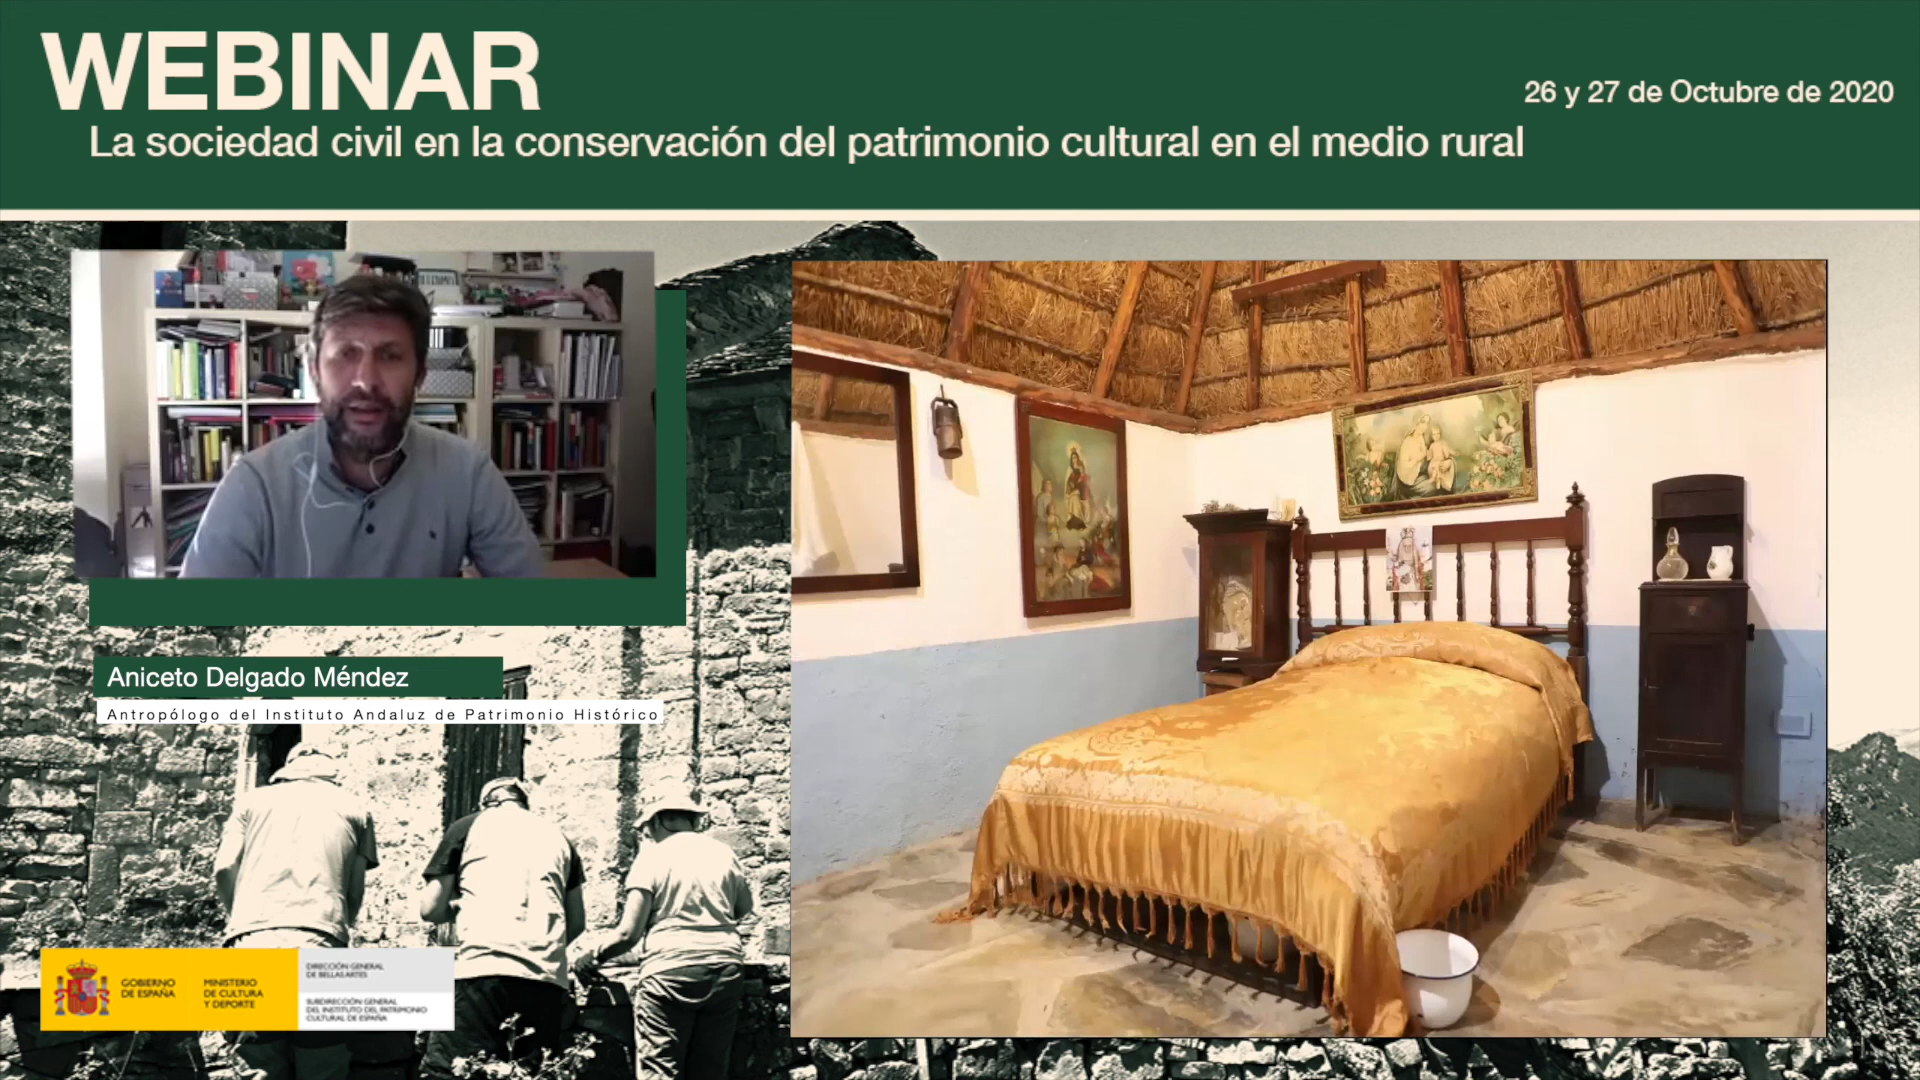 WEBINAR
26 y 27 de Octubre de 2020
La sociedad civil en la conservación del patrimonio cultural en el medio rural
Aniceto Delgado Méndez
Antropólogo del Instituto Andaluz de Patrimonio Histórico
GOBIERNO
DE ESPAÑA
MINISTERIO
DE CULTURA
Y DEPORTE
DIRECCIÓN GENERAL
DE BELLAS ARTES
SUBDIRECCIÓN GENERAL
DEL INSTITUTO DEL PATRIMONIO
CULTURAL DE ESPAÑA